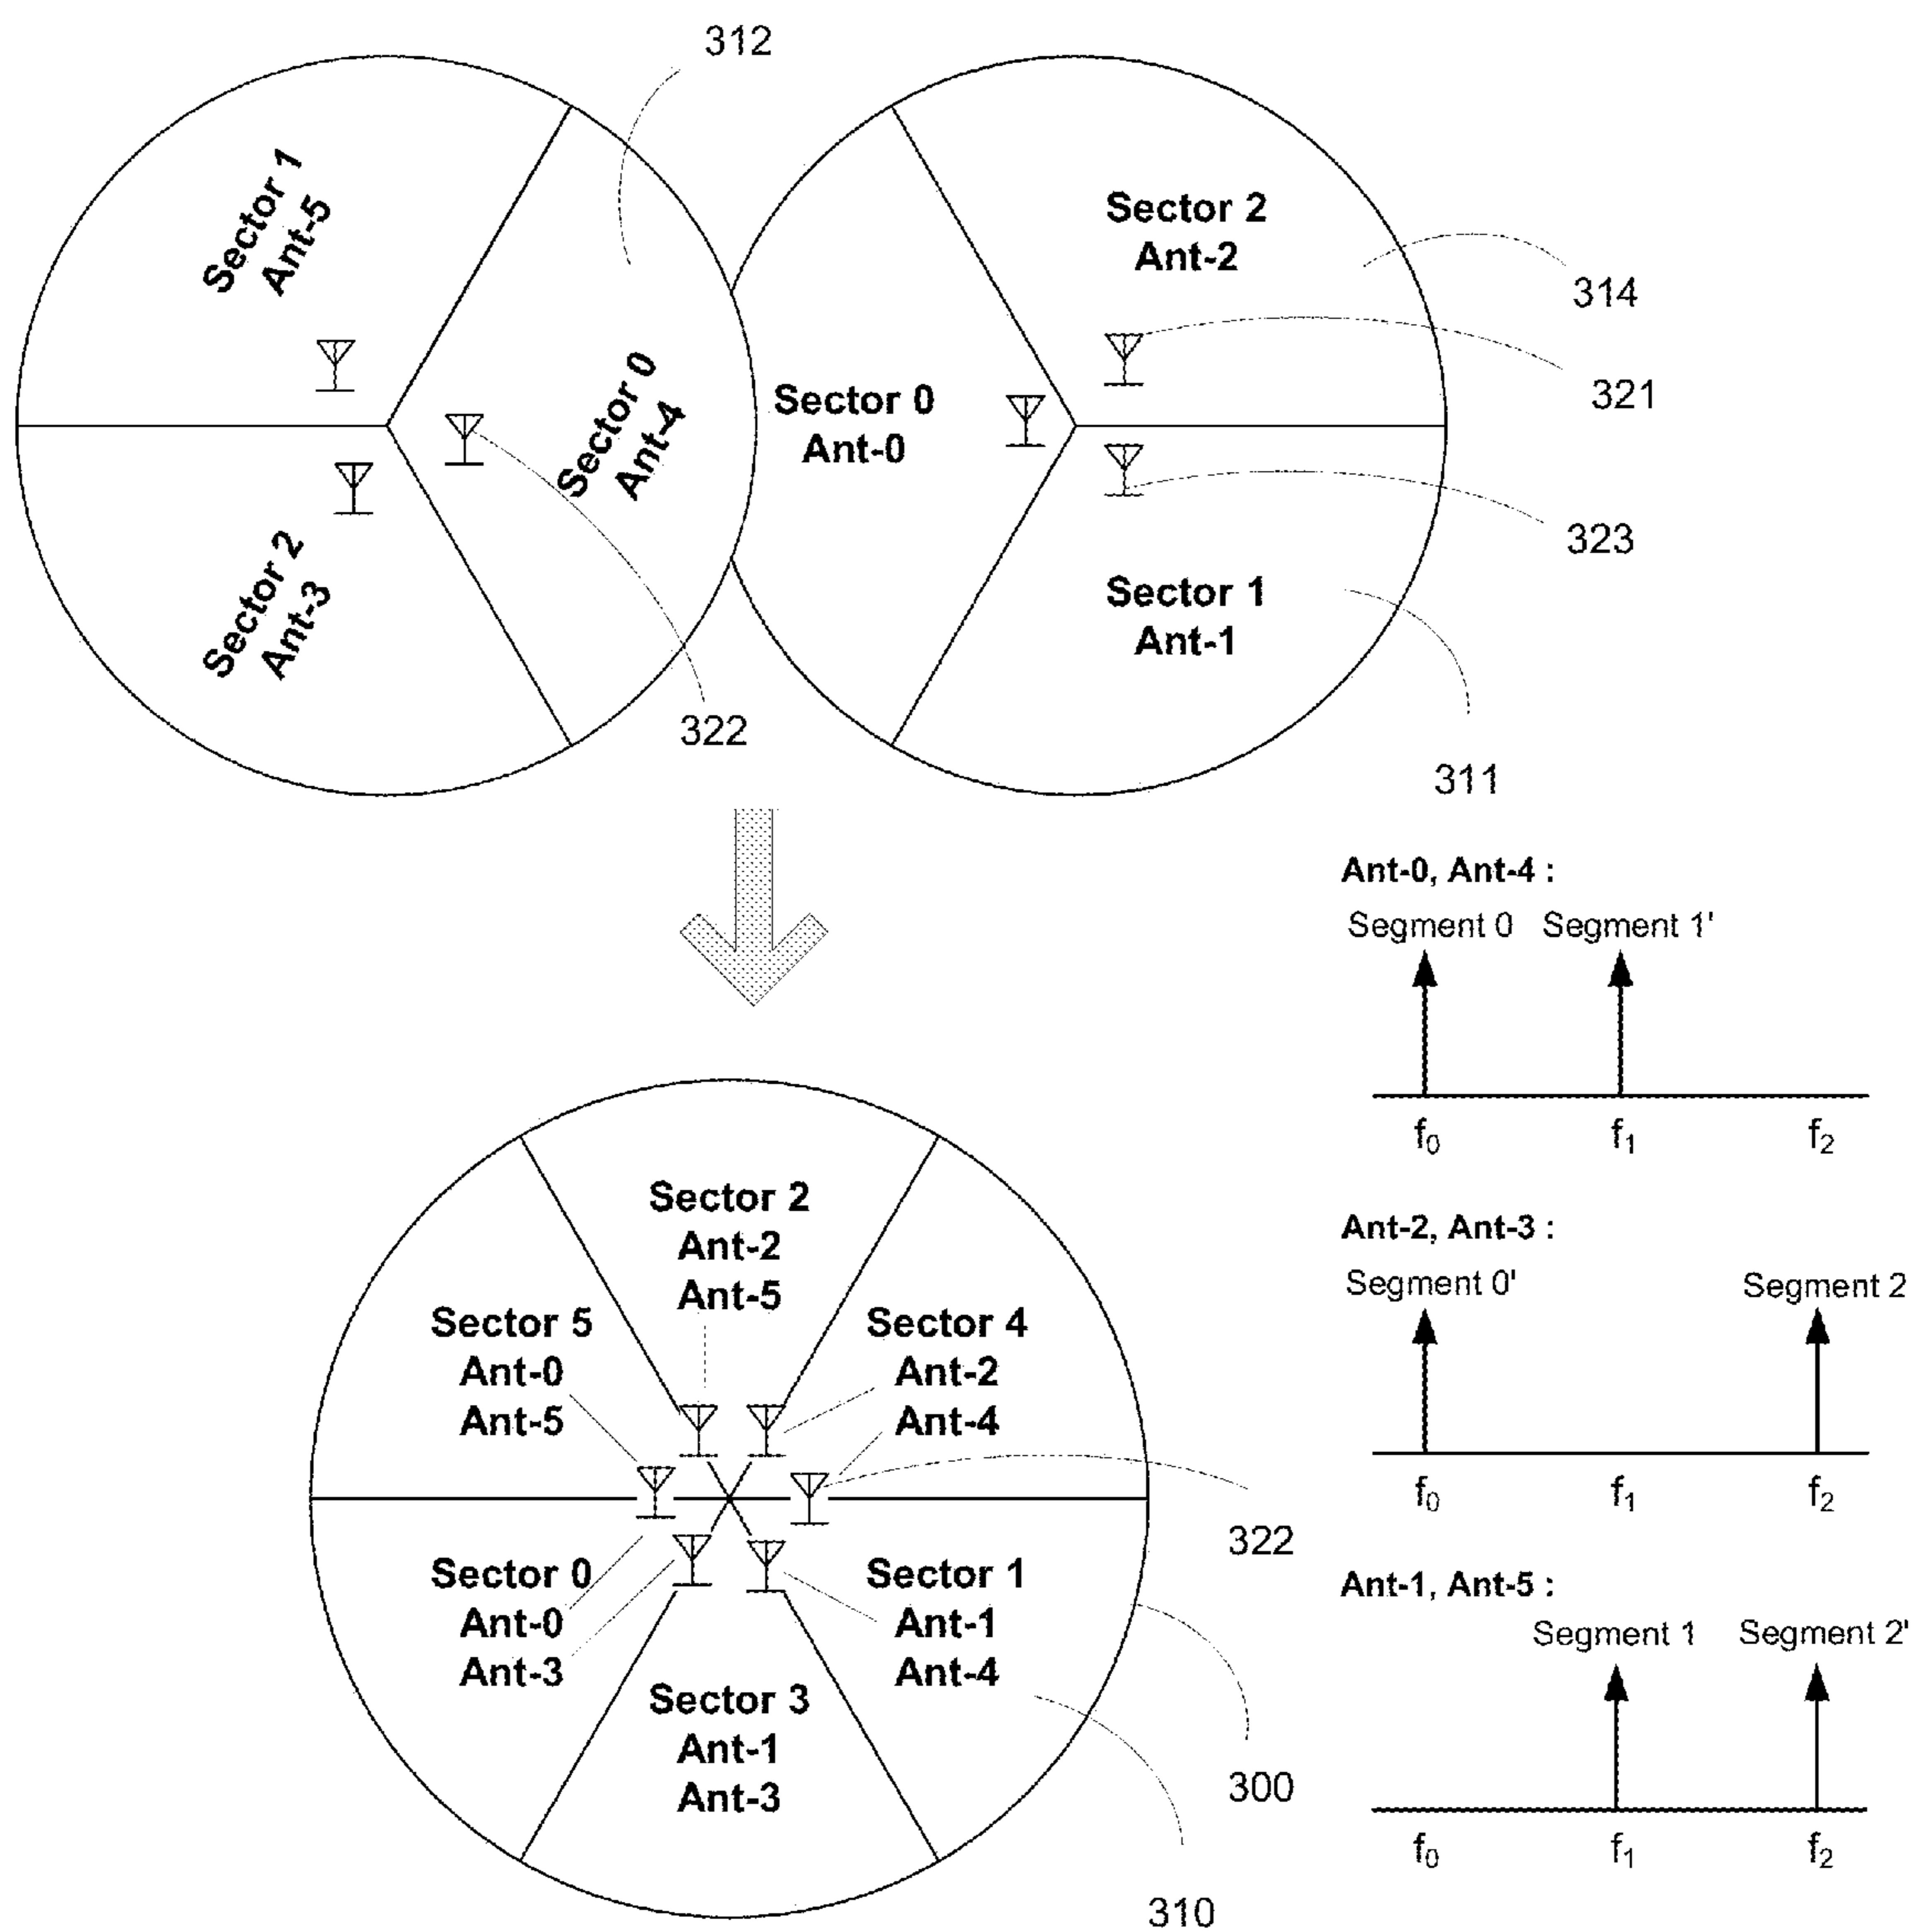 312
Sector 1
Ant-5
Sector 0
Ant-4
Sector 2
Ant-3
322
Sector 0
Ant-0
Sector 2
Ant-2
314
321
323
Sector 1
Ant-1
311
Sector 2
Ant-2
Ant-5
Sector 5
Ant-0
Ant-5
Sector 4
Ant-2
Ant-4
322
Sector 0
Ant-0
Ant-3
Sector 1
Ant-1
Ant-4
Sector 3
Ant-1
Ant-3
300
310
Ant-0, Ant-4 :
Segment 0 Segment 1'
f₀ f₁ f₂
Ant-2, Ant-3 :
Segment 0' Segment 2
f₀ f₁ f₂
Ant-1, Ant-5 :
Segment 1 Segment 2'
f₀ f₁ f₂